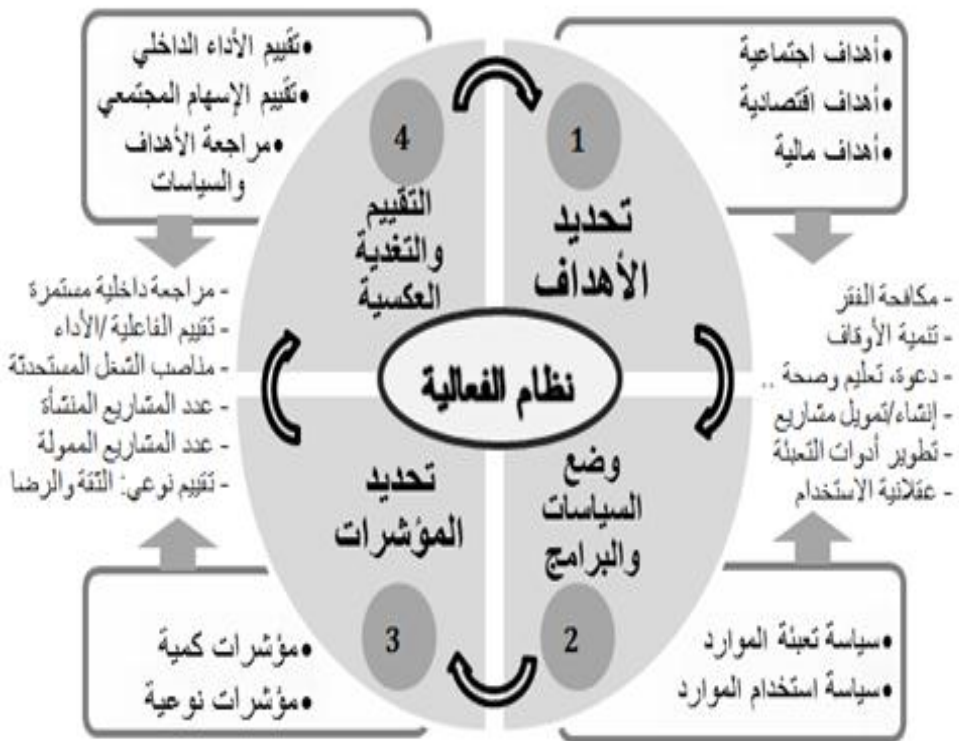 •أهداف اجتماعية
•أهداف اقتصادية
•أهداف مالية
1
تحديد
الأهداف
- مكافحة الفقر
- تنمية الأوقاف
- دعوة، تعليم وصحة ..
- إنشاء/تمويل مشاريع
- تطوير أدوات التعبئة
- عقلانية الاستخدام
وضع
السياسات
والبرامج
2
•سياسة تعبئة الموارد
•سياسة استخدام الموارد
تحديد
المؤشرات
3
•مؤشرات كمية
•مؤشرات نوعية
•تقييم الأداء الداخلي
•تقييم الإسهام المجتمعي
•مراجعة الأهداف
والسياسات
4
التقييم
والتغذية
العكسية
- مراجعة داخلية مستمرة
- تقييم الفاعلية/الأداء
- مناصب الشغل المستحدثة
- عدد المشاريع المنشأة
- عدد المشاريع الممولة
- تقييم نوعي: الثقة والرضا
نظام الفعالية